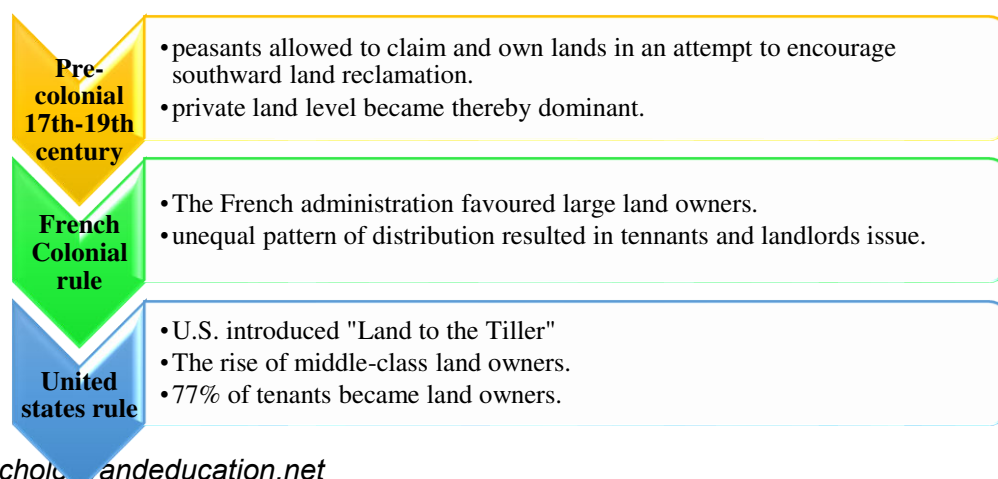 Pre-
colonial
17th-19th
century
•peasants allowed to claim and own lands in an attempt to encourage
southward land reclamation.
•private land level became thereby dominant.
French
Colonial
rule
•The French administration favoured large land owners.
•unequal pattern of distribution resulted in tennants and landlords issue.
United
states rule
•U.S. introduced "Land to the Tiller"
•The rise of middle-class land owners.
•77% of tenants became land owners.
andeducation.net